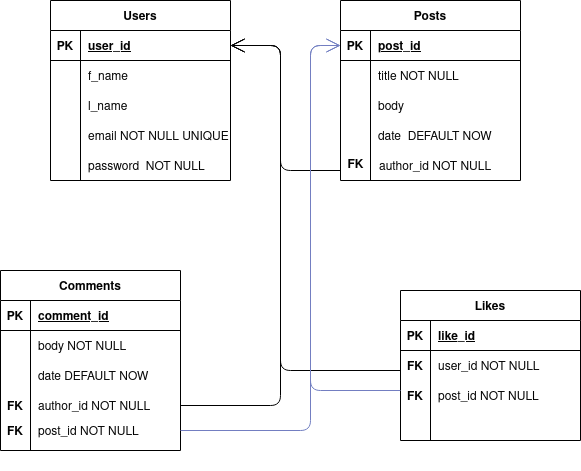 Users
PK user_id
f_name
l_name
email NOT NULL UNIQUE
password NOT NULL
Posts
PK post_id
title NOT NULL
body
date DEFAULT NOW
FK author_id NOT NULL
Comments
PK comment_id
body NOT NULL
date DEFAULT NOW
FK author_id NOT NULL
FK post_id NOT NULL
Likes
PK like_id
FK user_id NOT NULL
FK post_id NOT NULL